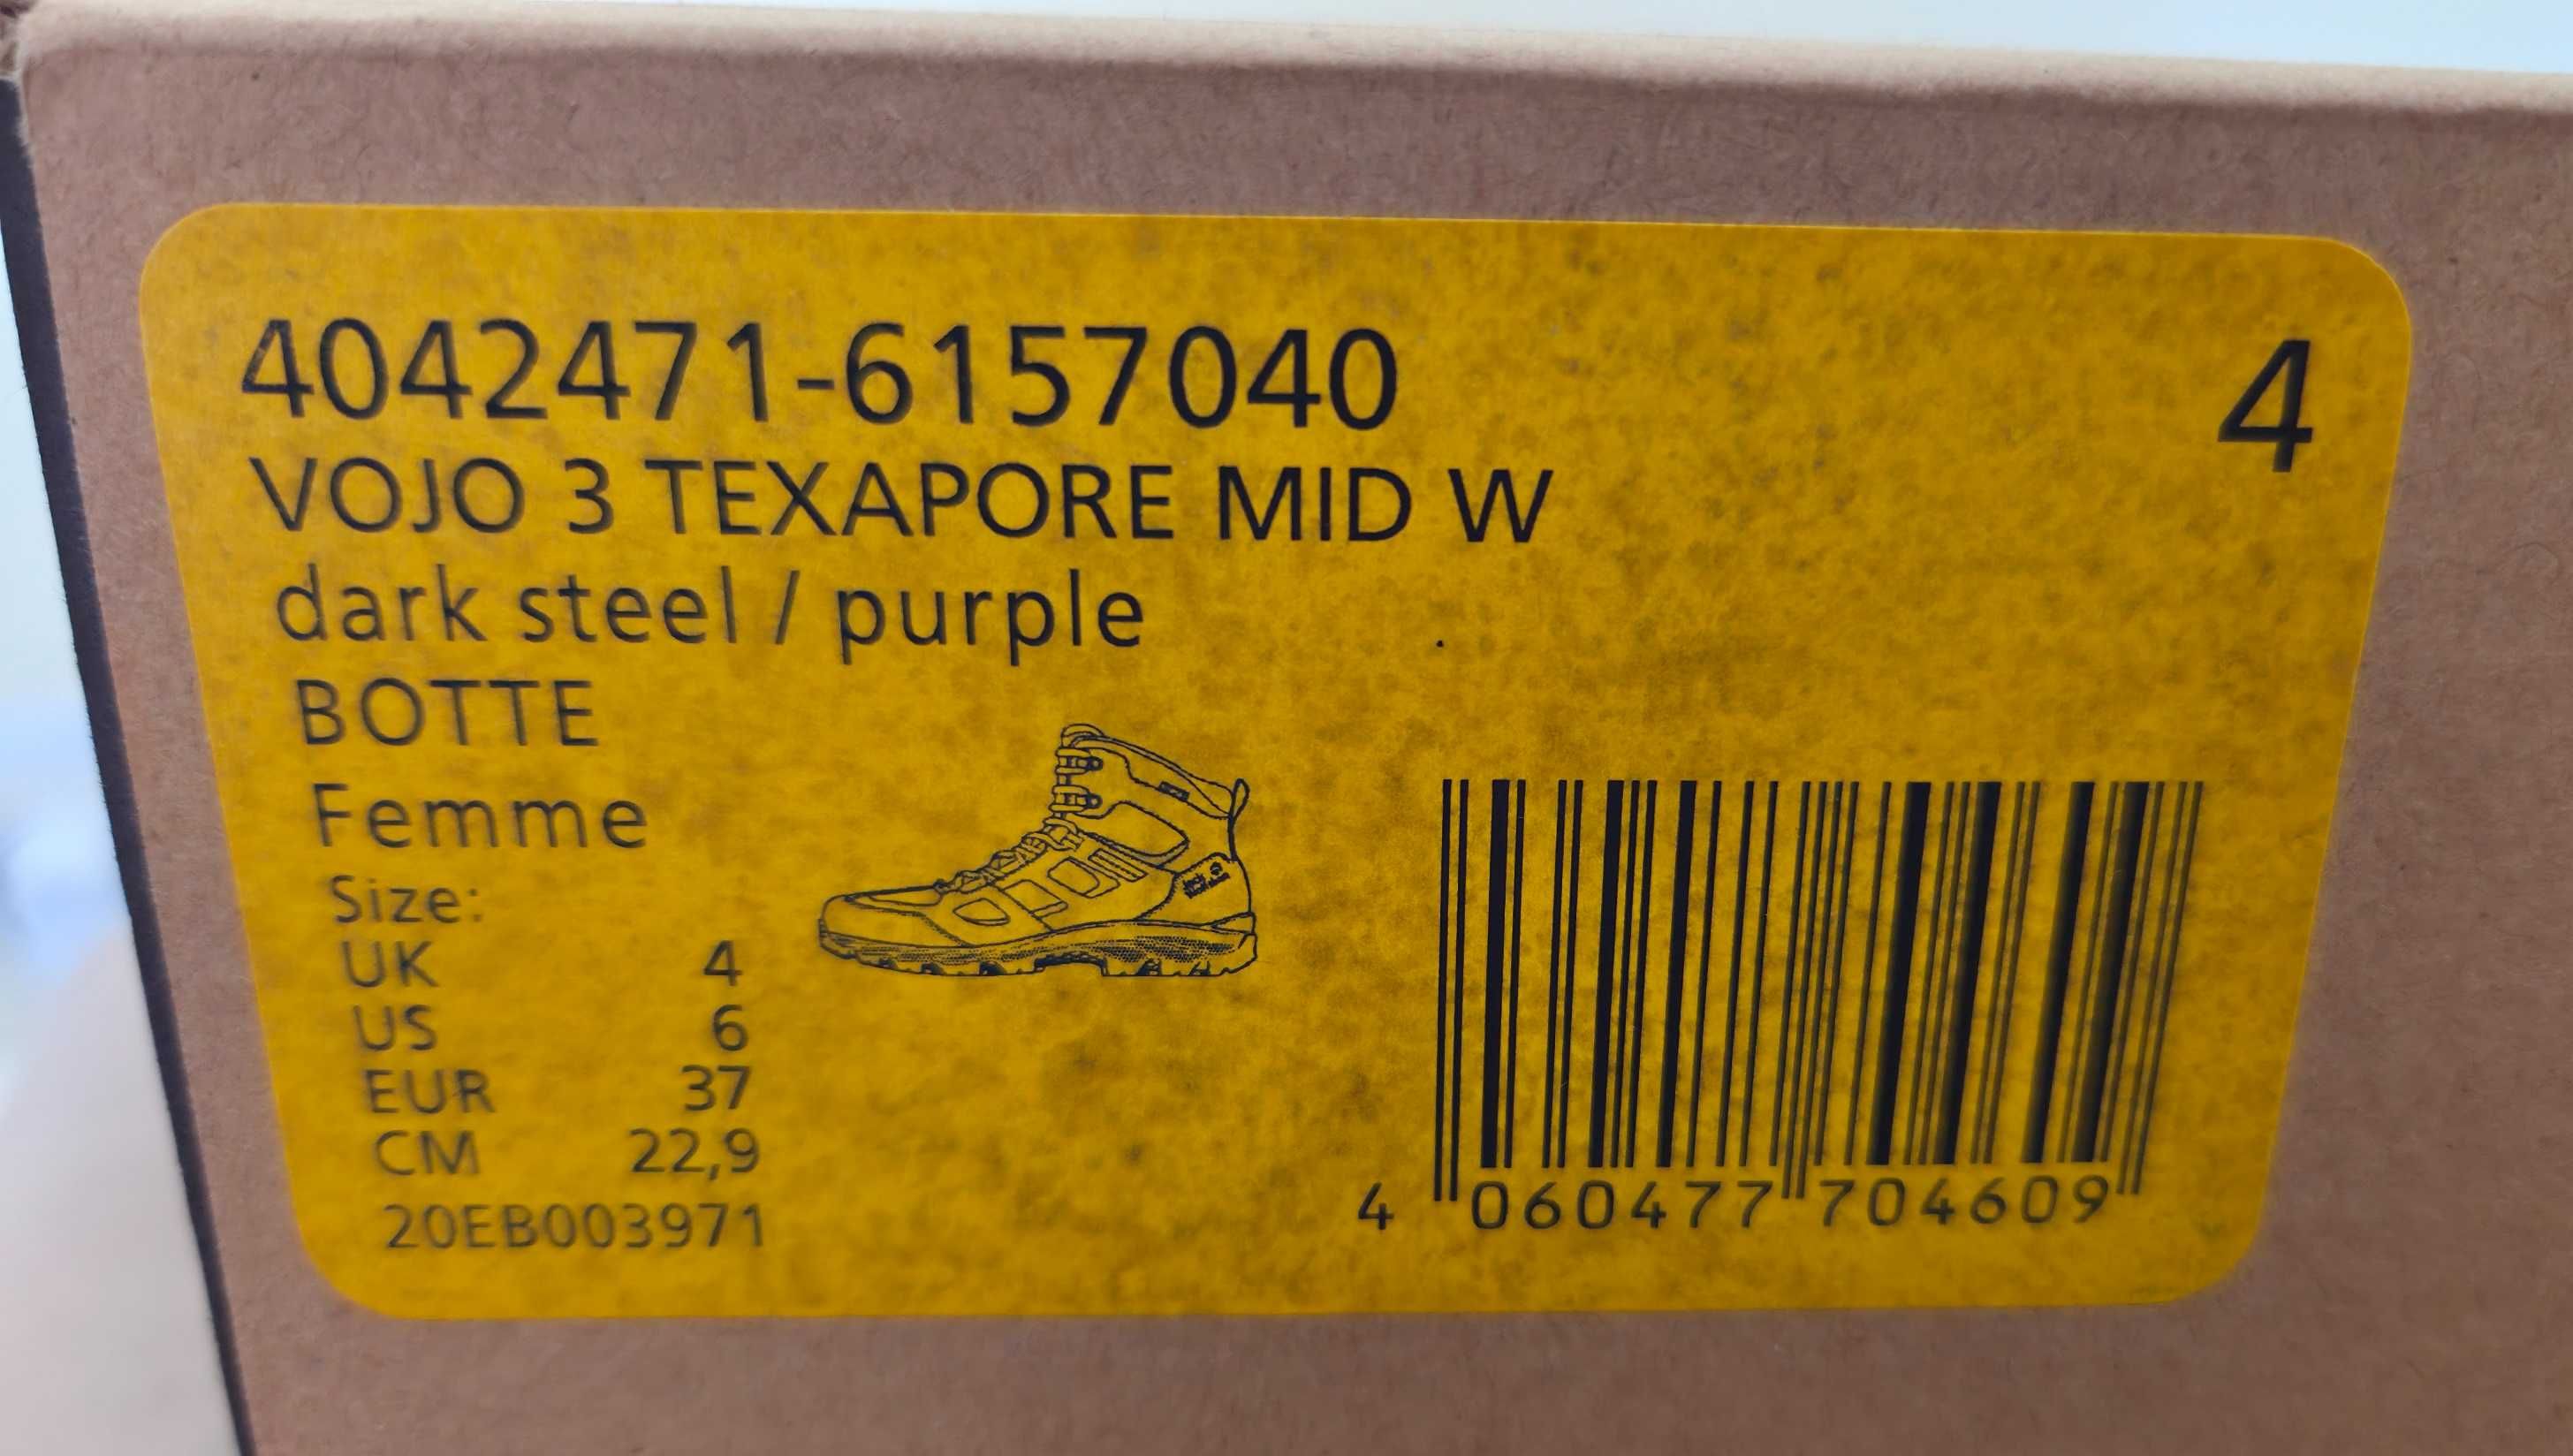 4042471-6157040
4
VOJO 3 TEXAPORE MID W
dark steel / purple
BOTTE
Femme
Size:
UK 4
US 6
EUR 37
CM 22,9
20EB003971
4 060477 704609